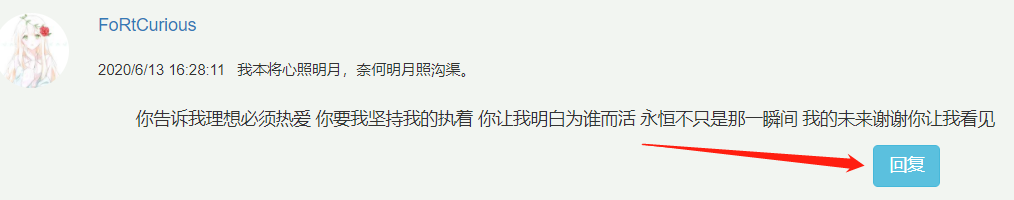 FoRtCurious
2020/6/13 16:28:11 我本将心照明月，奈何明月照沟渠。
你告诉我理想必须热爱 你要我坚持我的执着 你让我明白为谁而活 永恒不只是那一瞬间 我的未来谢谢你让我看见
回复